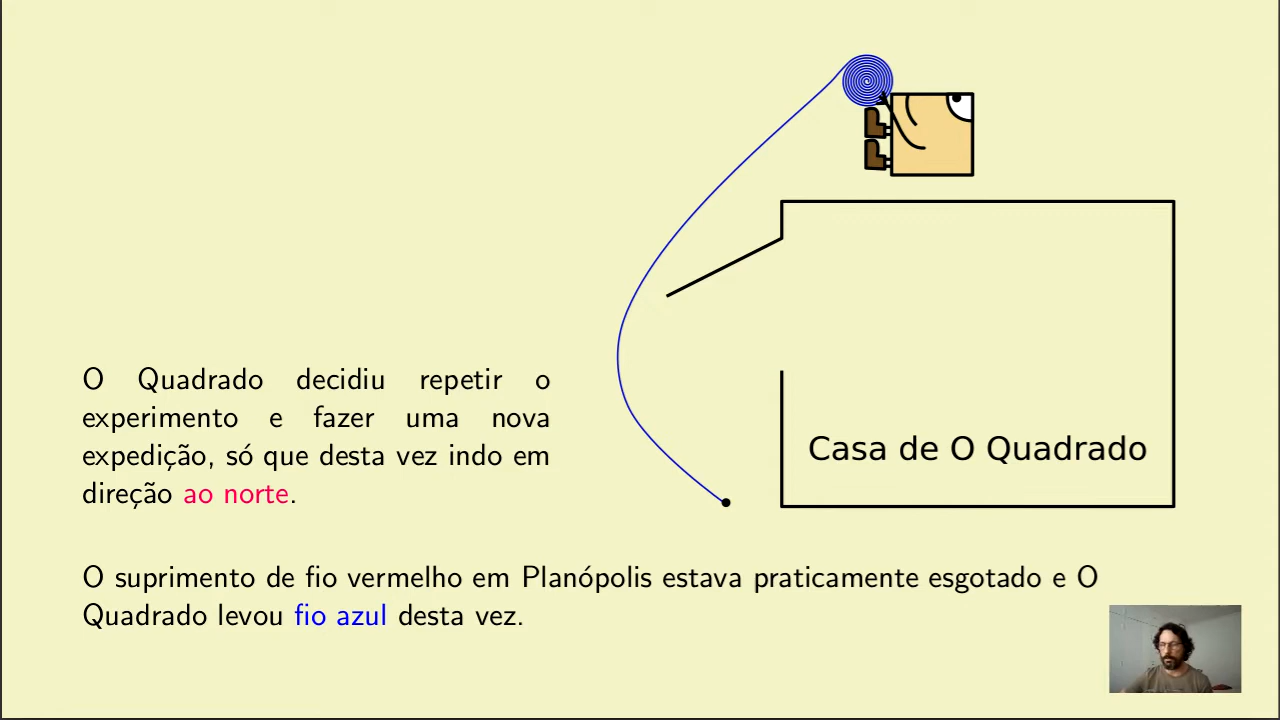 Casa de O Quadrado
O Quadrado decidiu repetir o
experimento e fazer uma nova
expedição, só que desta vez indo em
direção ao norte.
O suprimento de fio vermelho em Planópolis estava praticamente esgotado e O
Quadrado levou fio azul desta vez.